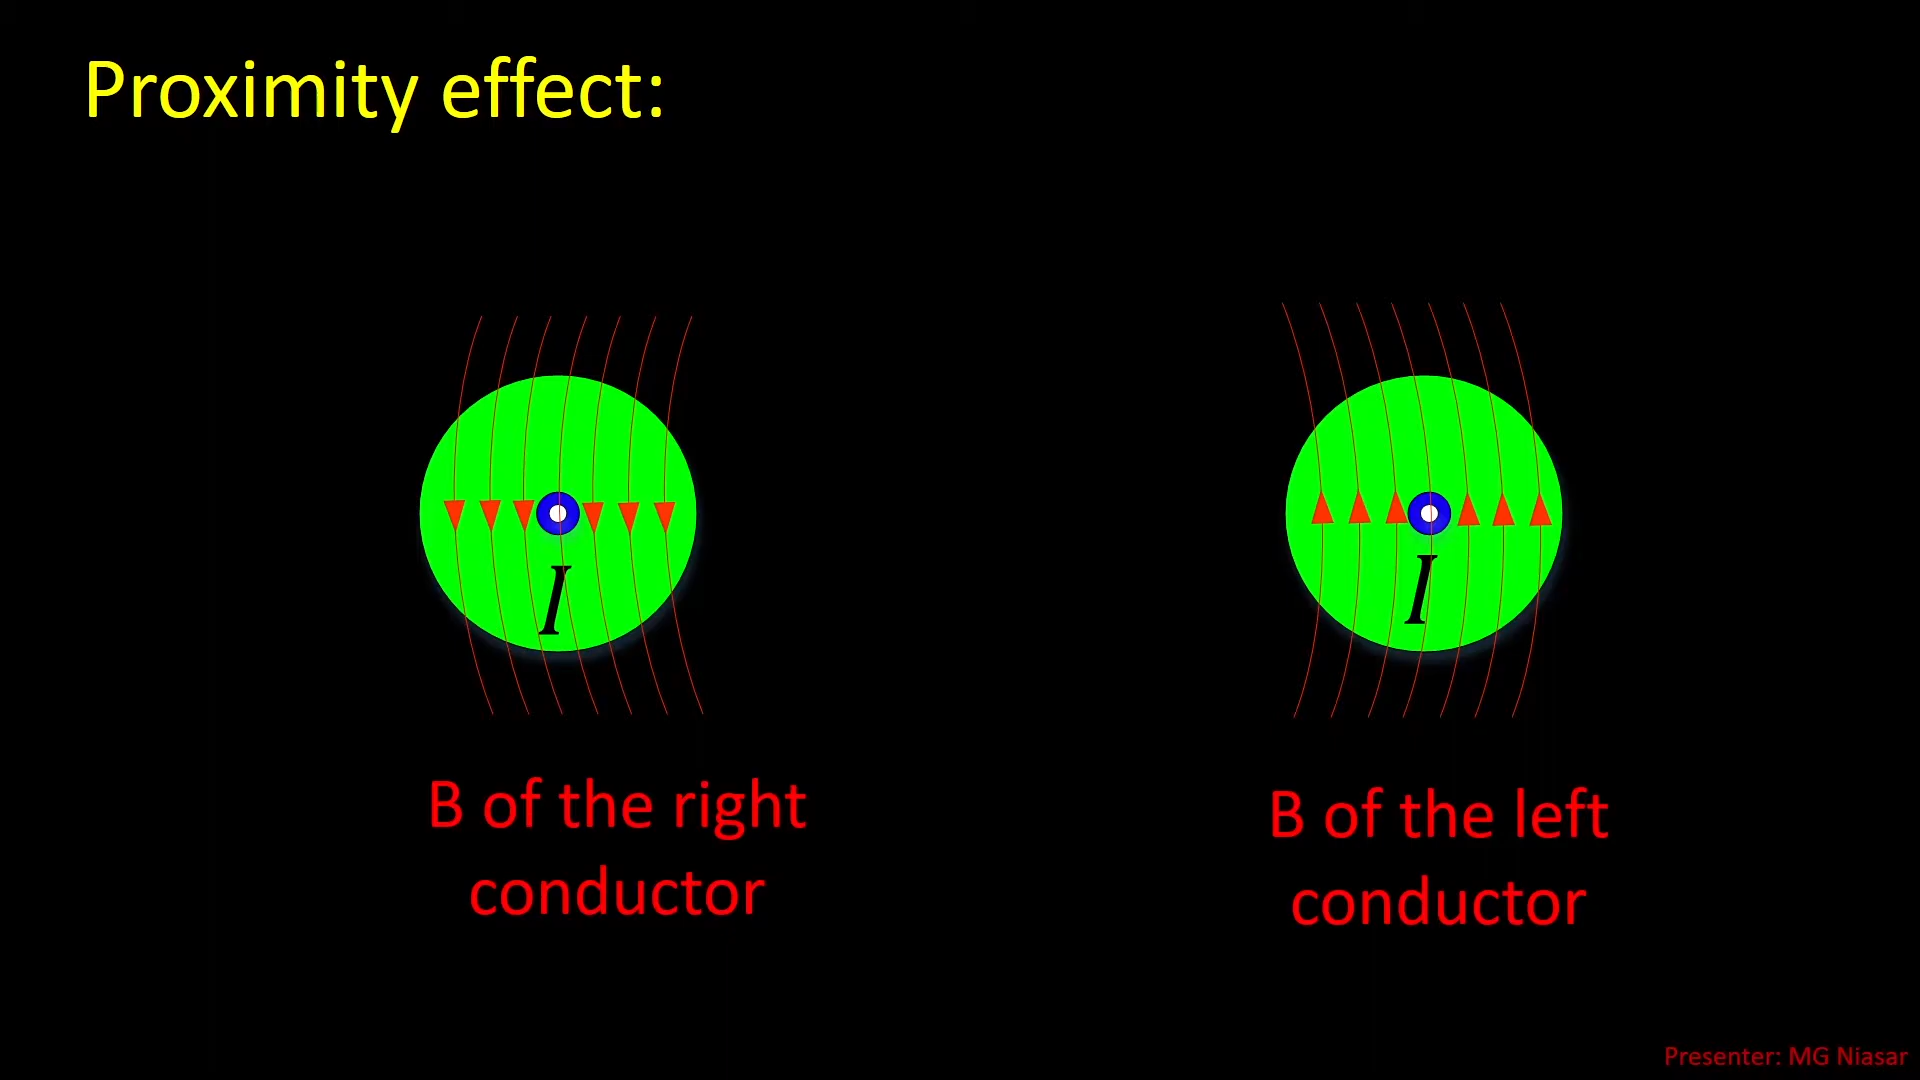 Proximity effect:
I
I
B of the right
conductor
B of the left
conductor
Presenter: MG Niasar